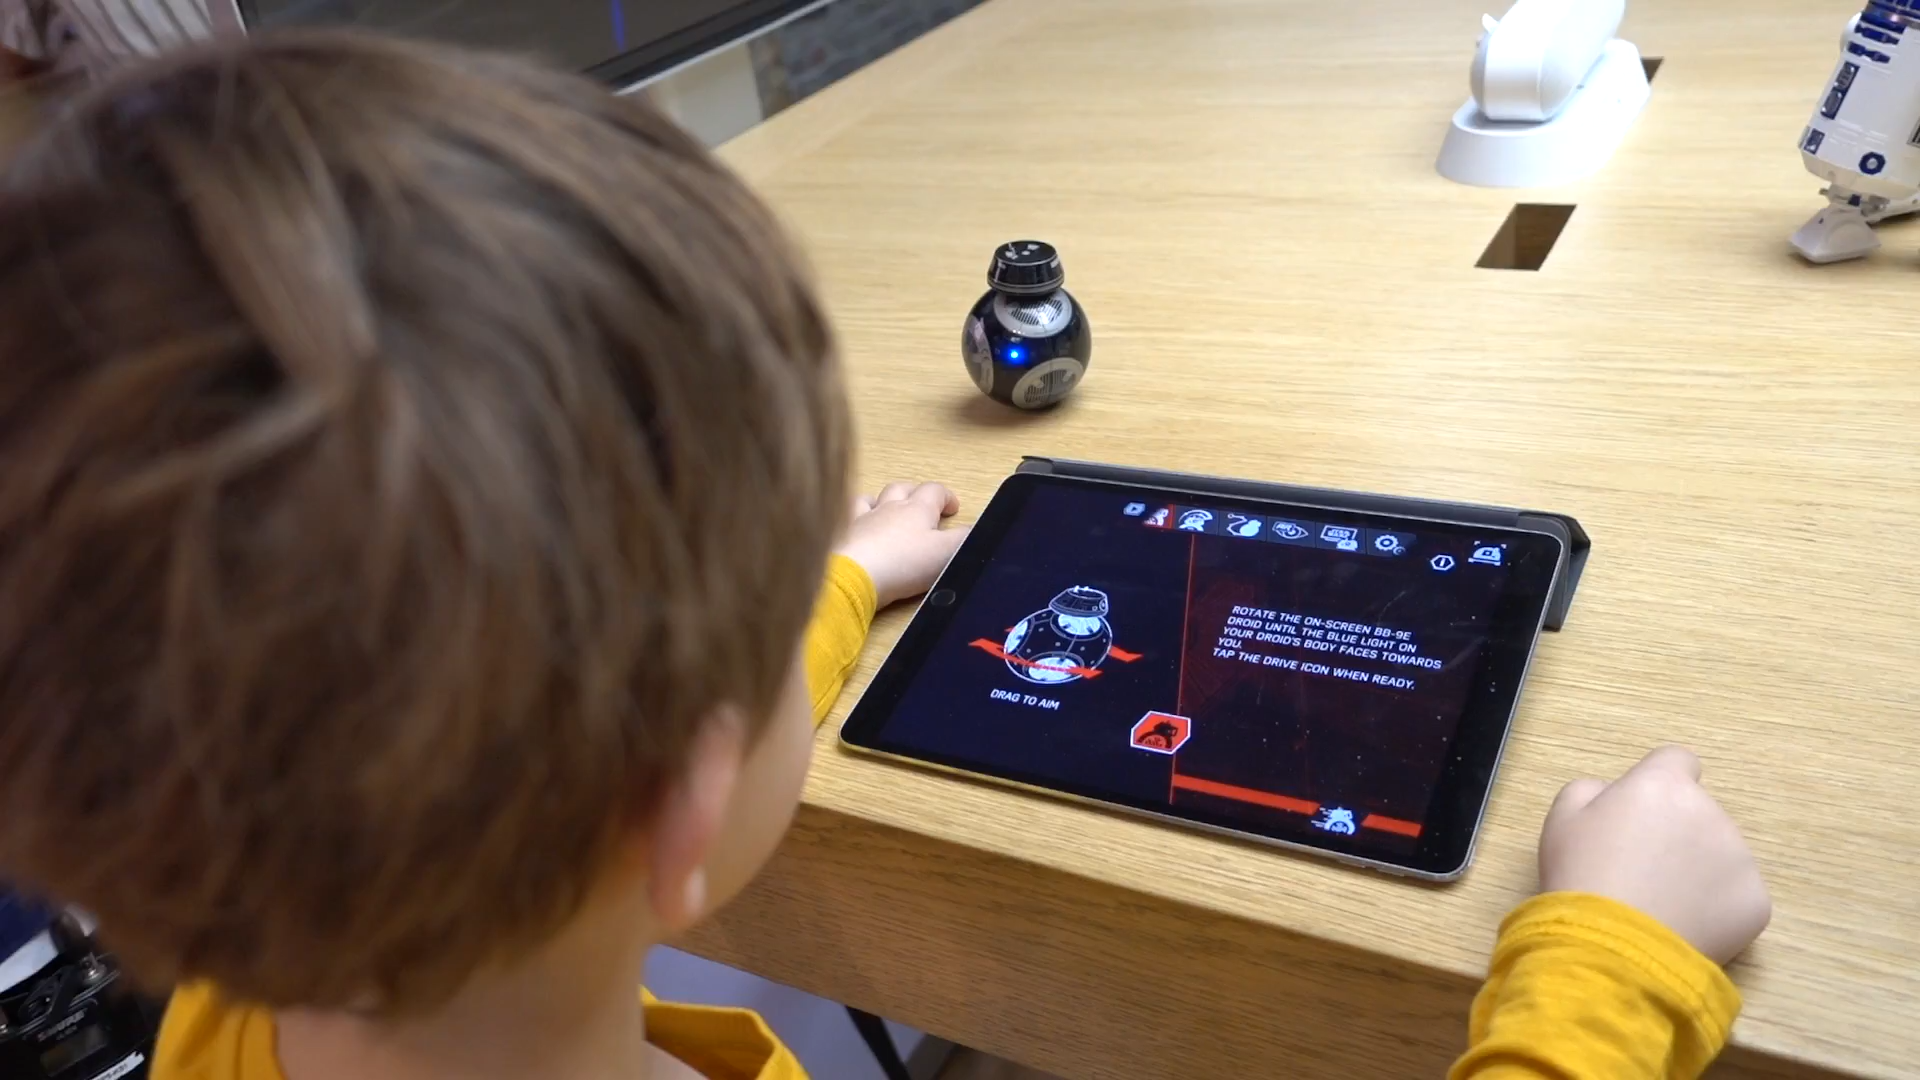 ROTATE THE ON-SCREEN BB-9E
DROID UNTIL THE BLUE LIGHT ON
YOUR DROID'S BODY FACES TOWARDS
YOU.
TAP THE DRIVE ICON WHEN READY.
DRAG TO AIM
SHURE